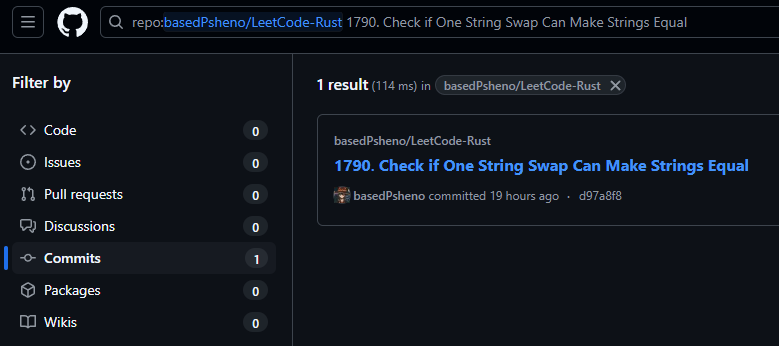 repo:basedPsheno/LeetCode-Rust 1790. Check if One String Swap Can Make Strings Equal
Filter by
Code 0
Issues 0
Pull requests 0
Discussions 0
Commits 1
Packages 0
Wikis 0
1 result (114 ms) in basedPsheno/LeetCode-Rust
basedPsheno/LeetCode-Rust
1790. Check if One String Swap Can Make Strings Equal
basedPsheno committed 19 hours ago · d97a8f8